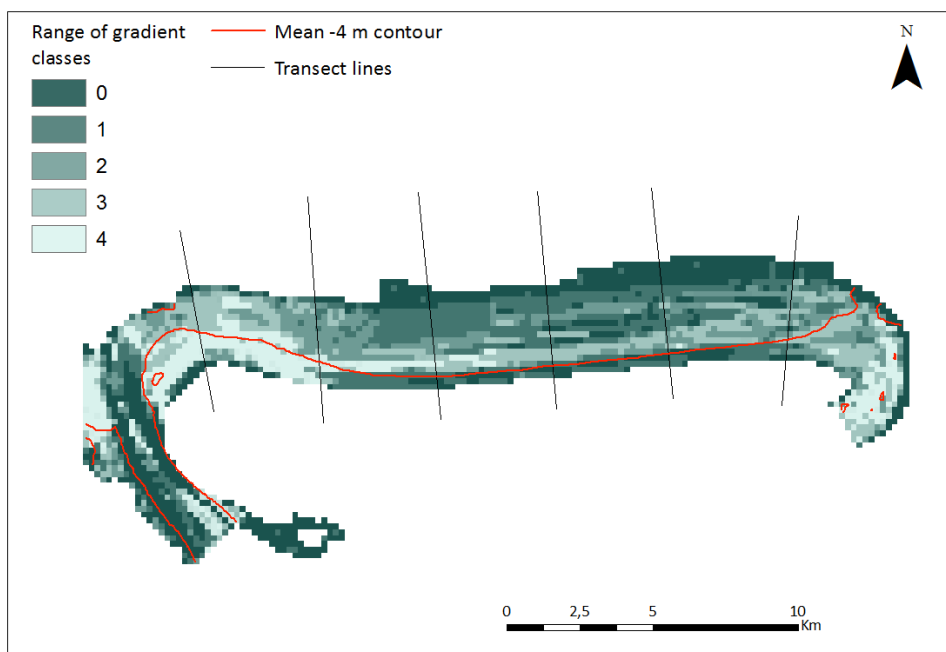 Range of gradient
classes
0
1
2
3
4
Mean -4 m contour
Transect lines
N
0 2,5 5 10
Km